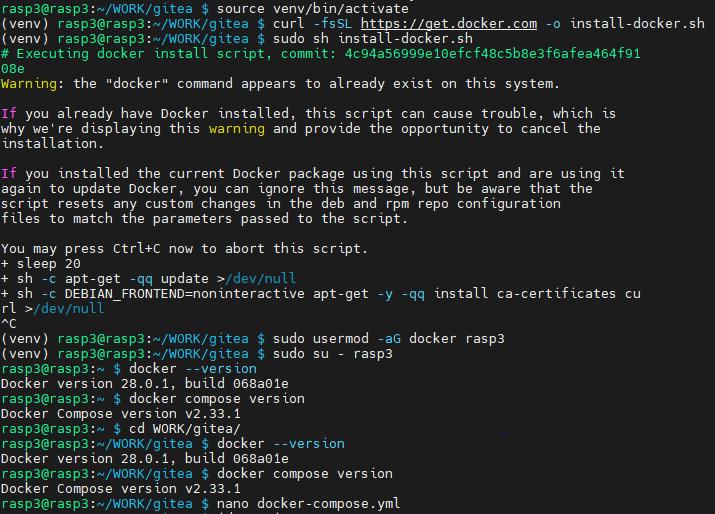 rasp3@rasp3:~/WORK/gitea $ source venv/bin/activate
(venv) rasp3@rasp3:~/WORK/gitea $ curl -fsSL https://get.docker.com -o install-docker.sh
(venv) rasp3@rasp3:~/WORK/gitea $ sudo sh install-docker.sh
# Executing docker install script, commit: 4c94a56999e10efcf48c5b8e3f6afea464f91
08e
Warning: the "docker" command appears to already exist on this system.

If you already have Docker installed, this script can cause trouble, which is
why we're displaying this warning and provide the opportunity to cancel the
installation.

If you installed the current Docker package using this script and are using it
again to update Docker, you can ignore this message, but be aware that the
script resets any custom changes in the deb and rpm repo configuration
files to match the parameters passed to the script.

You may press Ctrl+C now to abort this script.
+ sleep 20
+ sh -c apt-get -qq update >/dev/null
+ sh -c DEBIAN_FRONTEND=noninteractive apt-get -y -qq install ca-certificates cu
rl >/dev/null
^C
(venv) rasp3@rasp3:~/WORK/gitea $ sudo usermod -aG docker rasp3
(venv) rasp3@rasp3:~/WORK/gitea $ sudo su - rasp3
rasp3@rasp3:~ $ docker --version
Docker version 28.0.1, build 068a01e
rasp3@rasp3:~ $ docker compose version
Docker Compose version v2.33.1
rasp3@rasp3:~ $ cd WORK/gitea/
rasp3@rasp3:~/WORK/gitea $ docker --version
Docker version 28.0.1, build 068a01e
rasp3@rasp3:~/WORK/gitea $ docker compose version
Docker Compose version v2.33.1
rasp3@rasp3:~/WORK/gitea $ nano docker-compose.yml